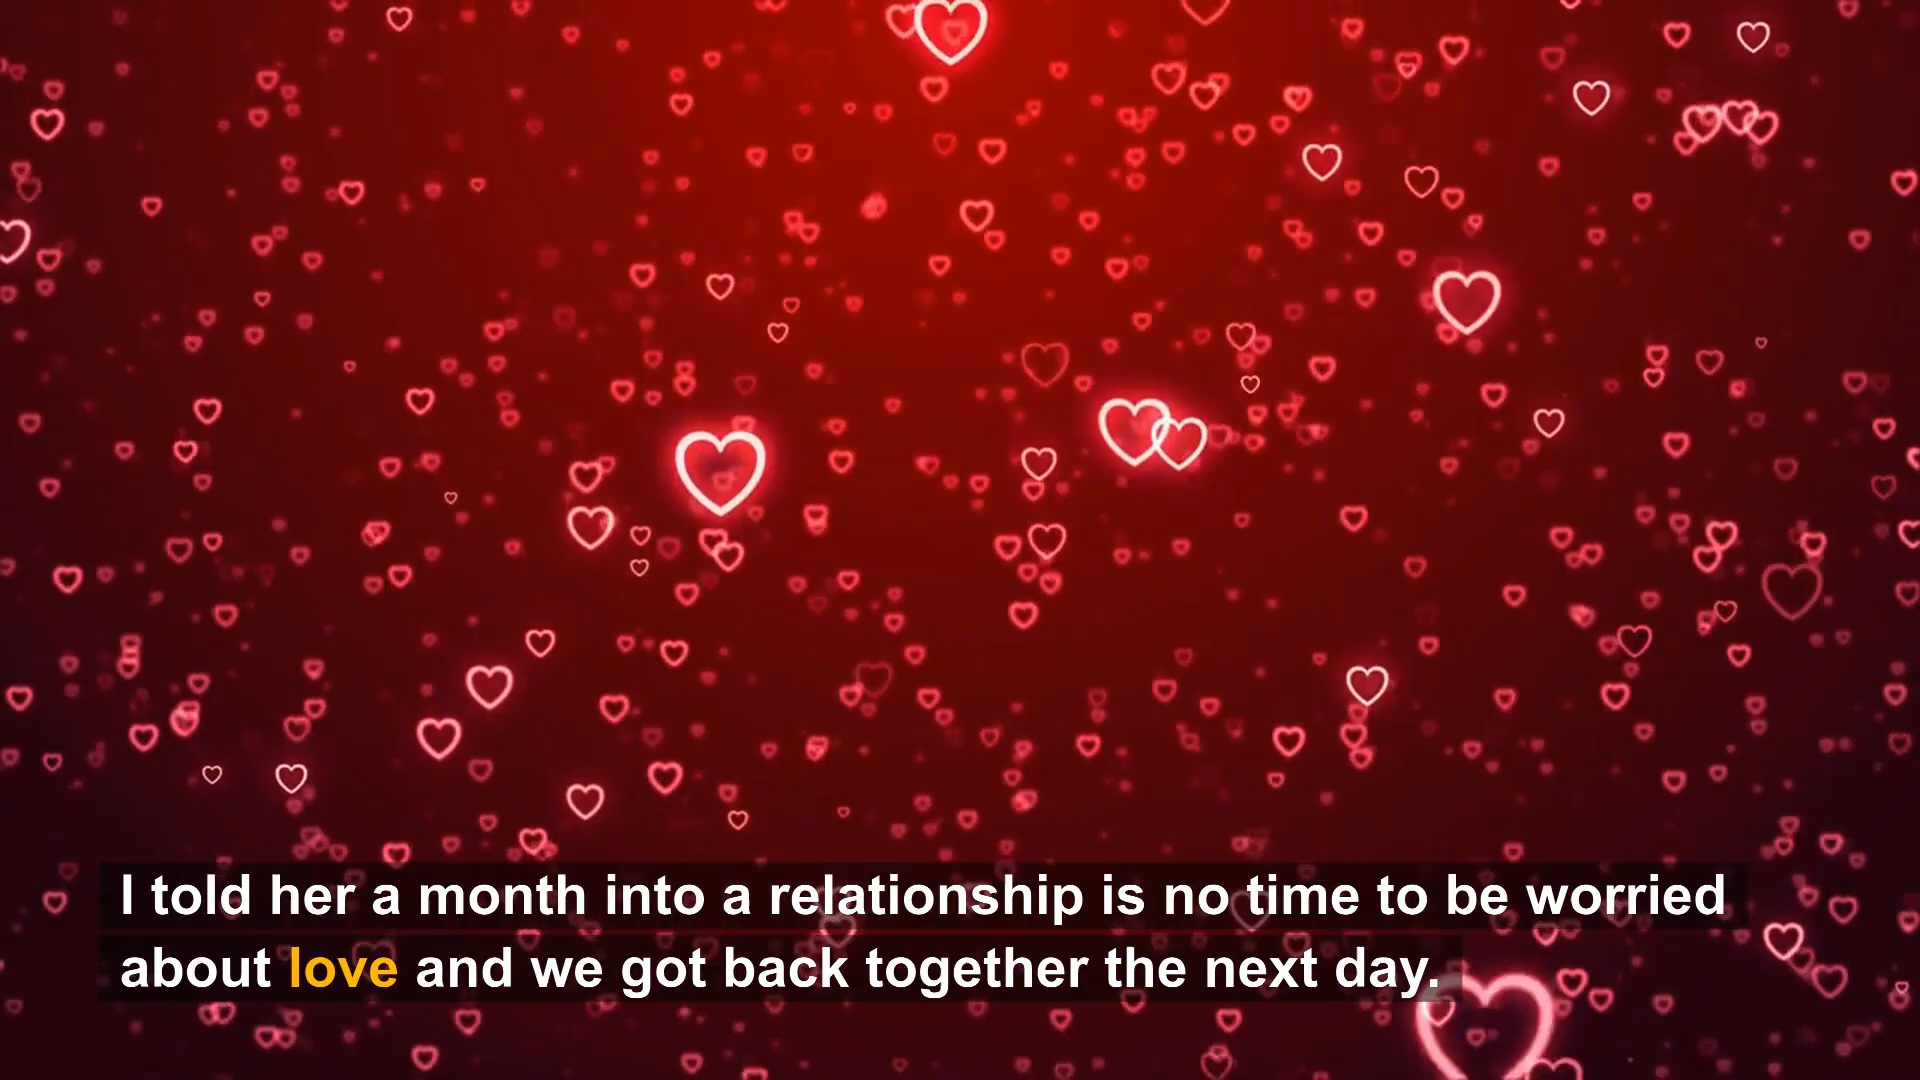 I told her a month into a relationship is no time to be worried
about love and we got back together the next day.